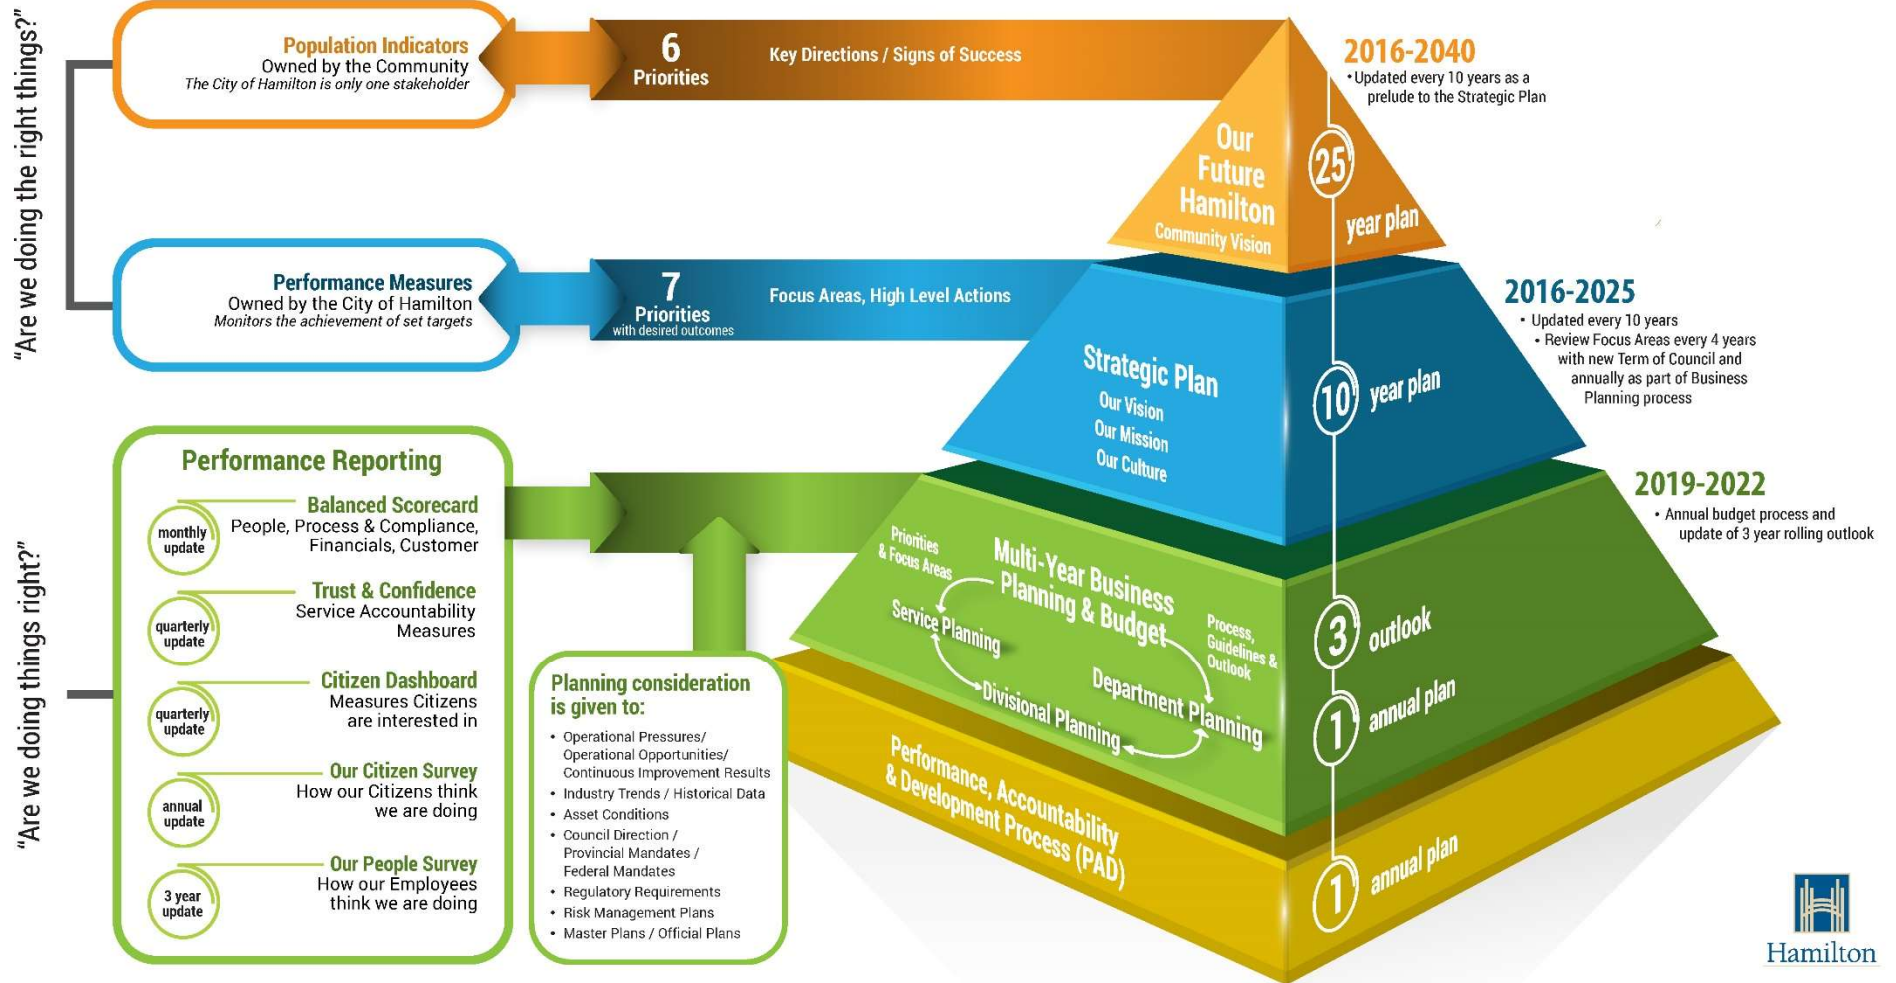 "Are we doing the right things?"
Population Indicators
Owned by the Community
The City of Hamilton is only one stakeholder
6
Priorities
Key Directions / Signs of Success
2016-2040
• Updated every 10 years as a
prelude to the Strategic Plan
Our
Future
Hamilton
Community Vision
25
year plan
Performance Measures
Owned by the City of Hamilton
Monitors the achievement of set targets
7
Priorities
with desired outcomes
Focus Areas, High Level Actions
2016-2025
• Updated every 10 years
• Review Focus Areas every 4 years
with new Term of Council and
annually as part of Business
Planning process
Strategic Plan
Our Vision
Our Mission
Our Culture
10
year plan
"Are we doing things right?"
Performance Reporting
monthly
update
Balanced Scorecard
People, Process & Compliance,
Financials, Customer
quarterly
update
Trust & Confidence
Service Accountability
Measures
quarterly
update
Citizen Dashboard
Measures Citizens
are interested in
annual
update
Our Citizen Survey
How our Citizens think
we are doing
3 year
update
Our People Survey
How our Employees
think we are doing
Planning consideration
is given to:
• Operational Pressures/
Operational Opportunities/
Continuous Improvement Results
• Industry Trends / Historical Data
• Asset Conditions
• Council Direction /
Provincial Mandates /
Federal Mandates
• Regulatory Requirements
• Risk Management Plans
• Master Plans / Official Plans
2019-2022
• Annual budget process and
update of 3 year rolling outlook
Priorities
& Focus Areas
Multi-Year Business
Planning & Budget
Process,
Guidelines &
Outlook
Service Planning
Divisional Planning
Department Planning
3
outlook
1
annual plan
Performance, Accountability
& Development Process (PAD)
1
annual plan
Hamilton